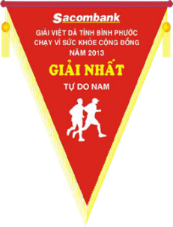 Sacombank
GIẢI VIỆT DÃ TỈNH BÌNH PHƯỚC
CHẠY VÌ SỨC KHỎE CỘNG ĐỒNG
NĂM 2013
GIẢI NHẤT
TỰ DO NAM